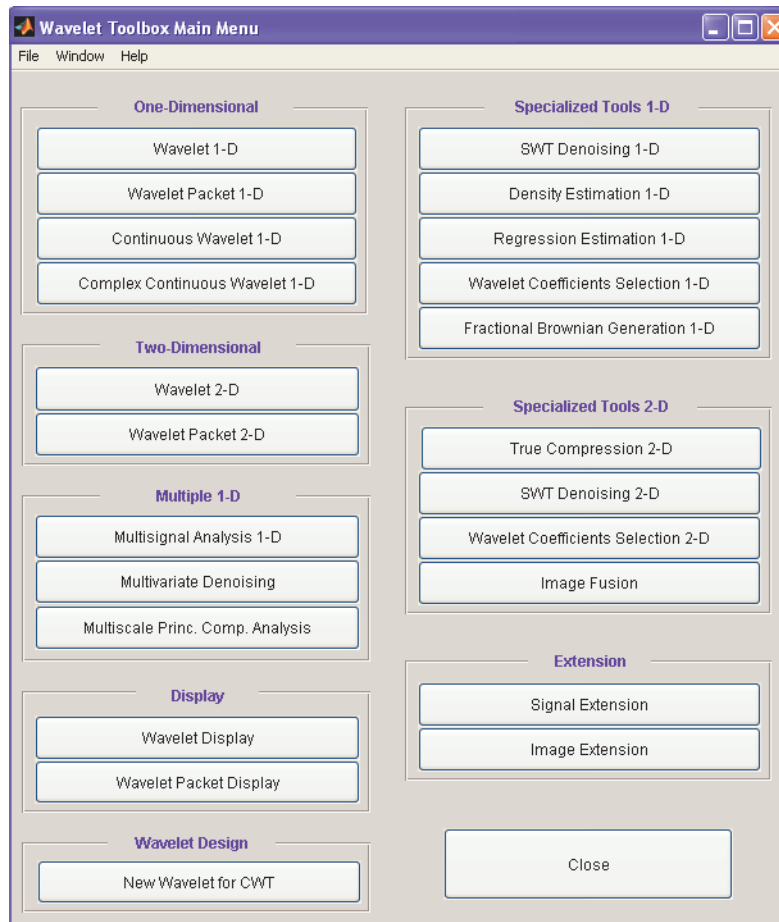 Wavelet Toolbox Main Menu
File Window Help
One-Dimensional
Wavelet 1-D
Wavelet Packet 1-D
Continuous Wavelet 1-D
Complex Continuous Wavelet 1-D
Two-Dimensional
Wavelet 2-D
Wavelet Packet 2-D
Multiple 1-D
Multisignal Analysis 1-D
Multivariate Denoising
Multiscale Princ. Comp. Analysis
Display
Wavelet Display
Wavelet Packet Display
Wavelet Design
New Wavelet for CWT
Specialized Tools 1-D
SWT Denoising 1-D
Density Estimation 1-D
Regression Estimation 1-D
Wavelet Coefficients Selection 1-D
Fractional Brownian Generation 1-D
Specialized Tools 2-D
True Compression 2-D
SWT Denoising 2-D
Wavelet Coefficients Selection 2-D
Image Fusion
Extension
Signal Extension
Image Extension
Close